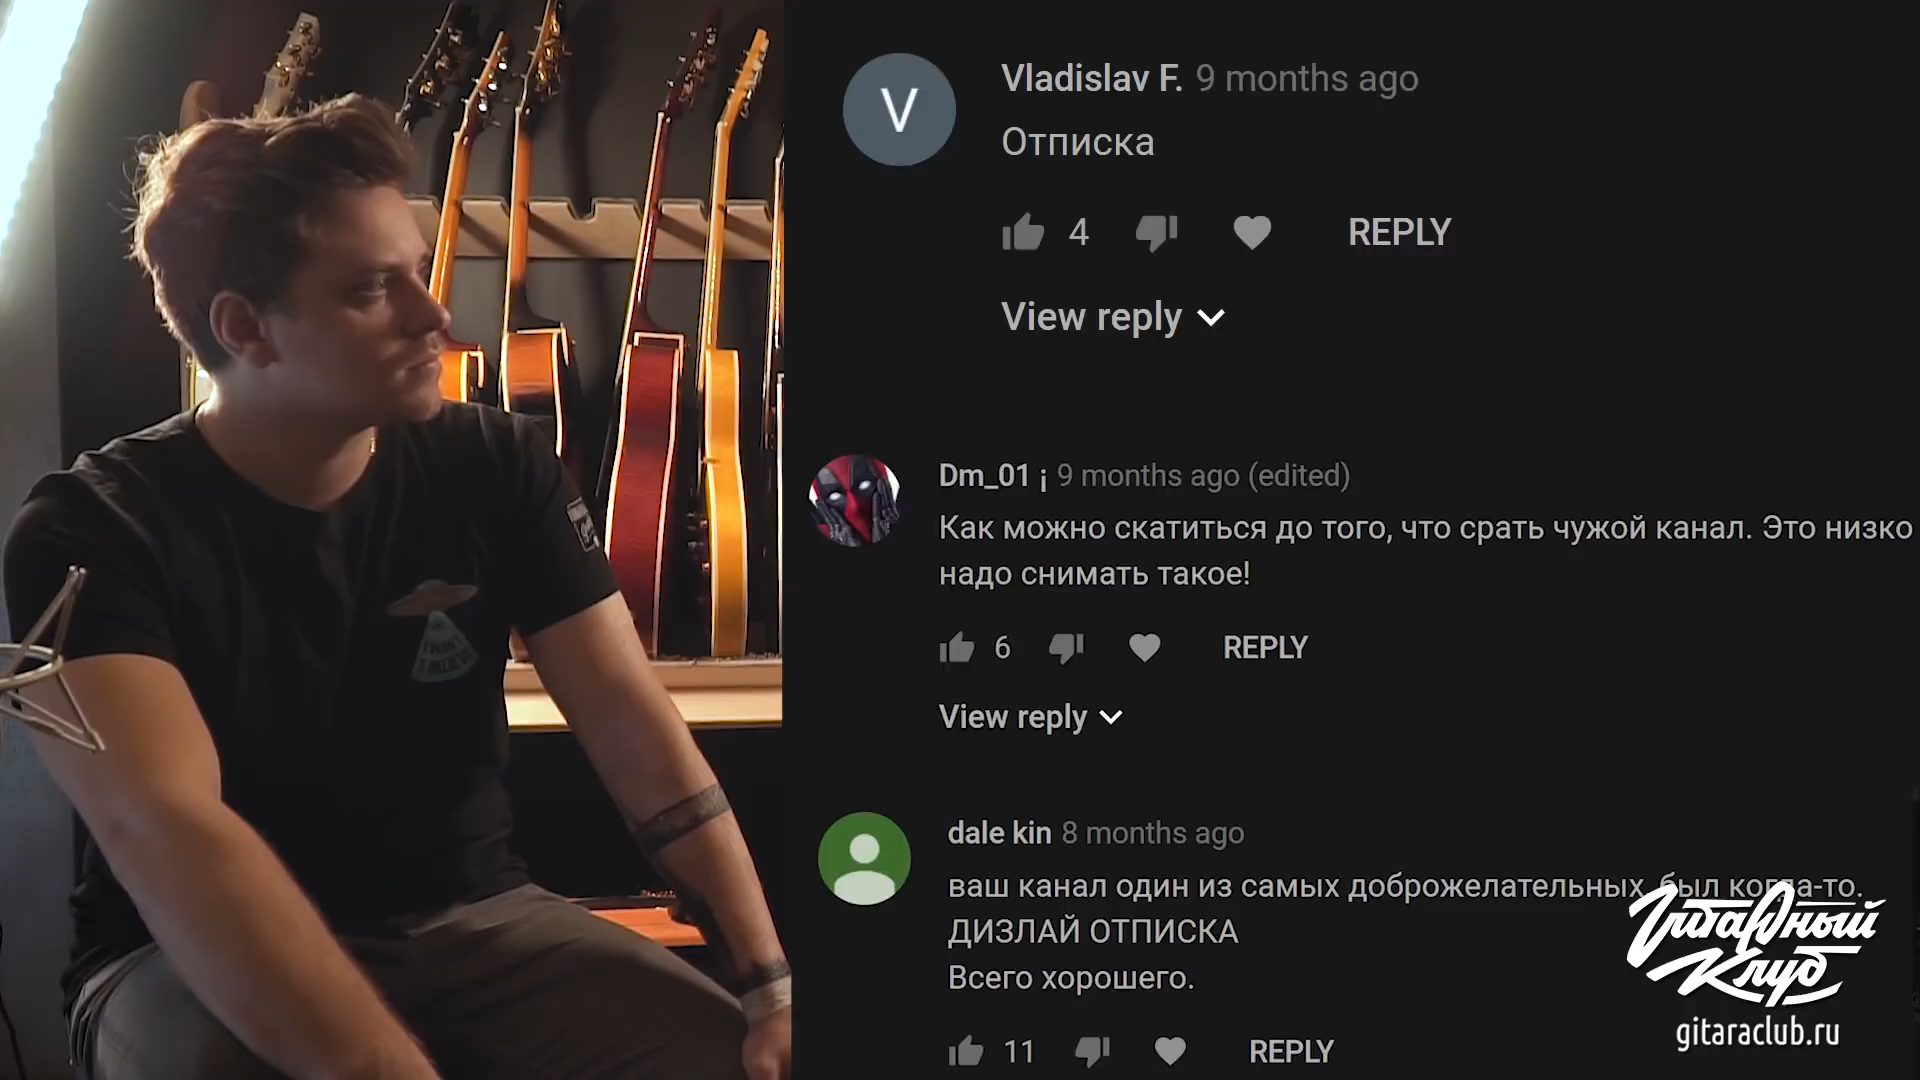 V
Vladislav F. 9 months ago
Отписка
4 REPLY
View reply
Dm_01 ¡ 9 months ago (edited)
Как можно скатиться до того, что срать чужой канал. Это низко
надо снимать такое!
6 REPLY
View reply
dale kin 8 months ago
ваш канал один из самых доброжелательных, был когда-то.
ДИЗЛАЙ ОТПИСКА
Всего хорошего.
11 REPLY
Гитарный
Клуб
gitaraclub.ru